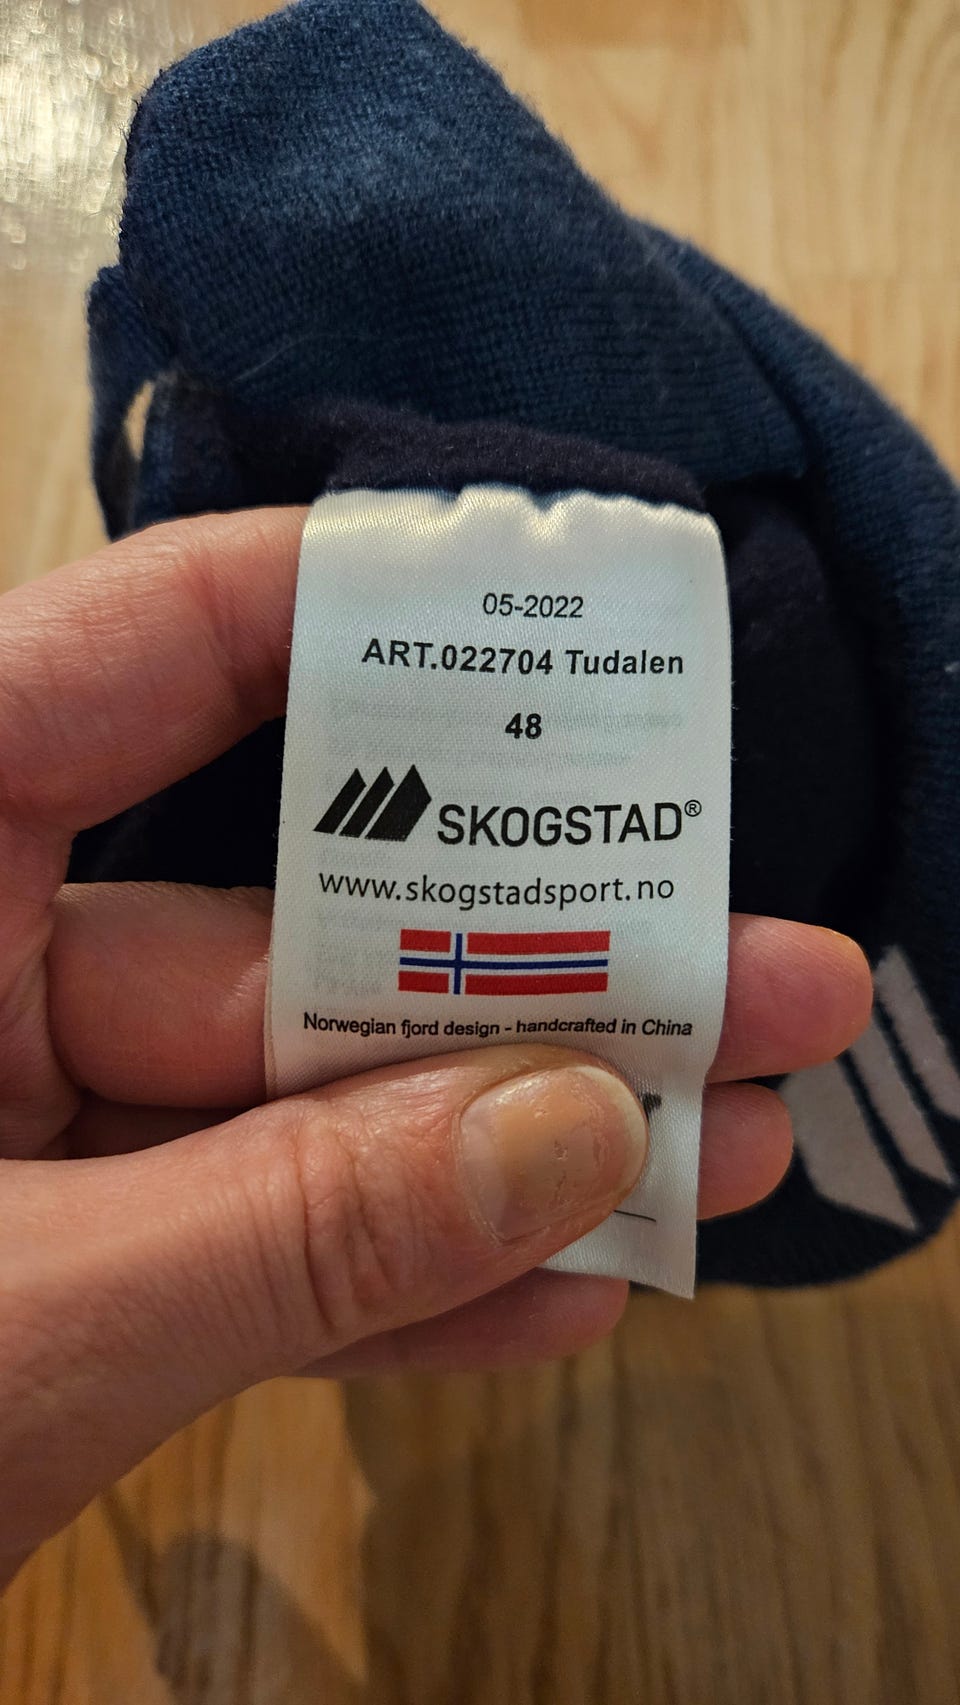 05-2022
ART.022704 Tudalen
48
SKOGSTAD®
www.skogstadsport.no
Norwegian fjord design - handcrafted in China